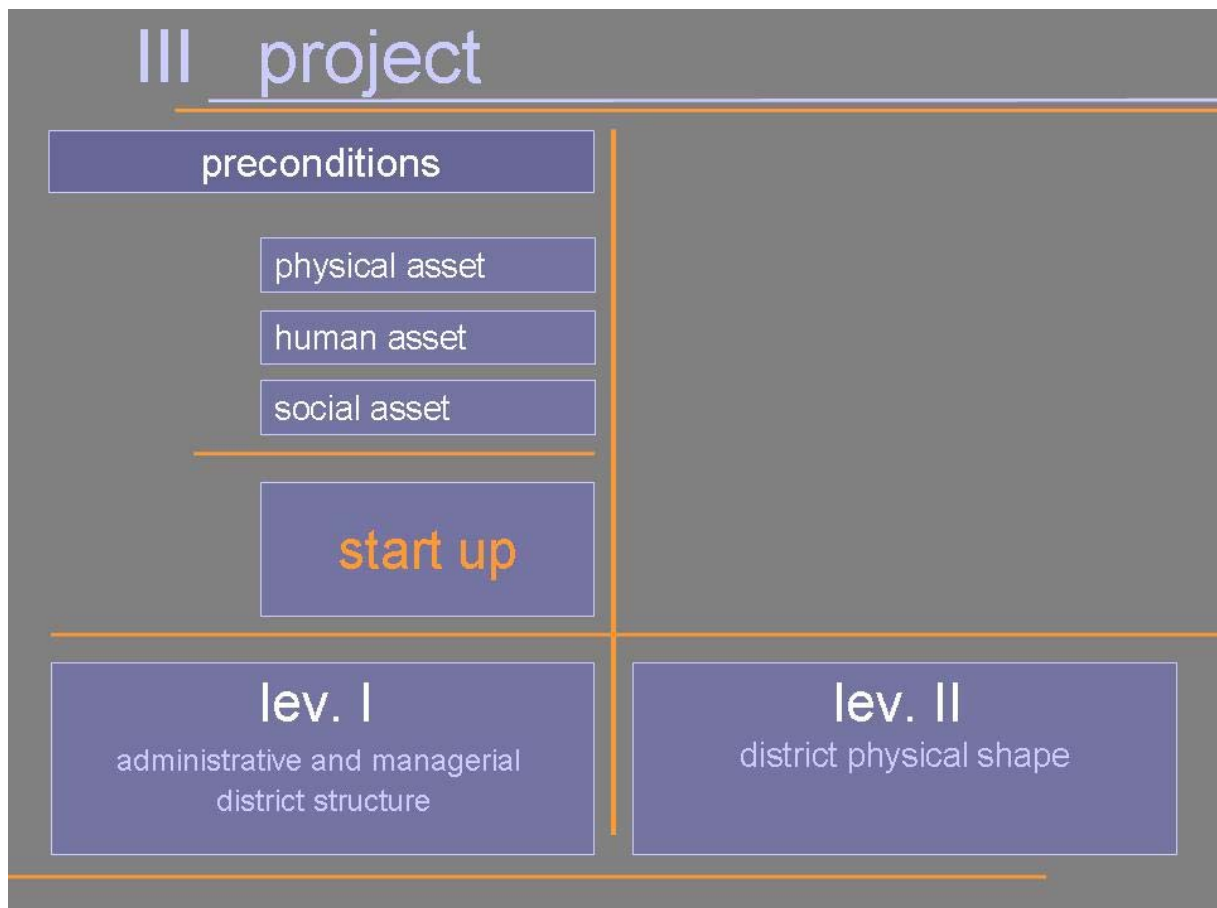 III project
preconditions
physical asset
human asset
social asset
start up
lev. I
administrative and managerial
district structure
lev. II
district physical shape